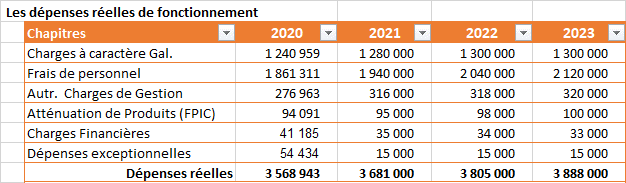 Les dépenses réelles de fonctionnement
Chapitres 2020 2021 2022 2023
Charges à caractère Gal. 1 240 959 1 280 000 1 300 000 1 300 000
Frais de personnel 1 861 311 1 940 000 2 040 000 2 120 000
Autr. Charges de Gestion 276 963 316 000 318 000 320 000
Atténuation de Produits (FPIC) 94 091 95 000 98 000 100 000
Charges Financières 41 185 35 000 34 000 33 000
Dépenses exceptionnelles 54 434 15 000 15 000 15 000
Dépenses réelles 3 568 943 3 681 000 3 805 000 3 888 000